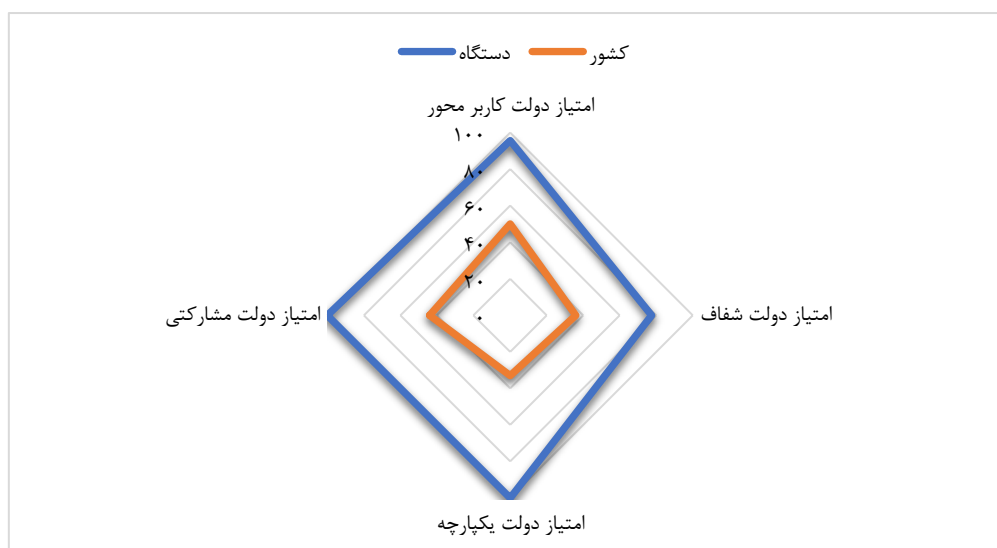 کشور دستگاه
امتیاز دولت کاربر محور
۱۰۰
۸۰
۶۰
۴۰
۲۰
۰
امتیاز دولت شفاف
امتیاز دولت مشارکتی
امتیاز دولت یکپارچه